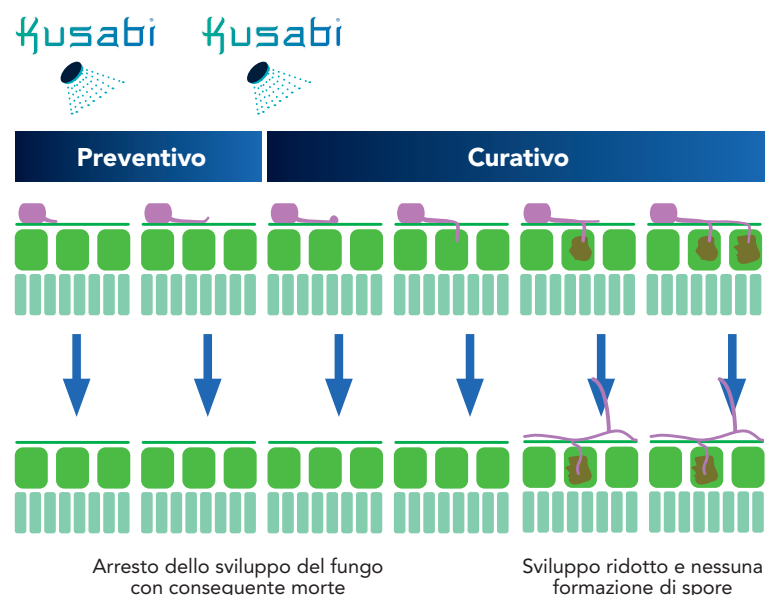 Kusabi
Kusabi
Preventivo
Curativo
Arresto dello sviluppo del fungo
con conseguente morte
Sviluppo ridotto e nessuna
formazione di spore